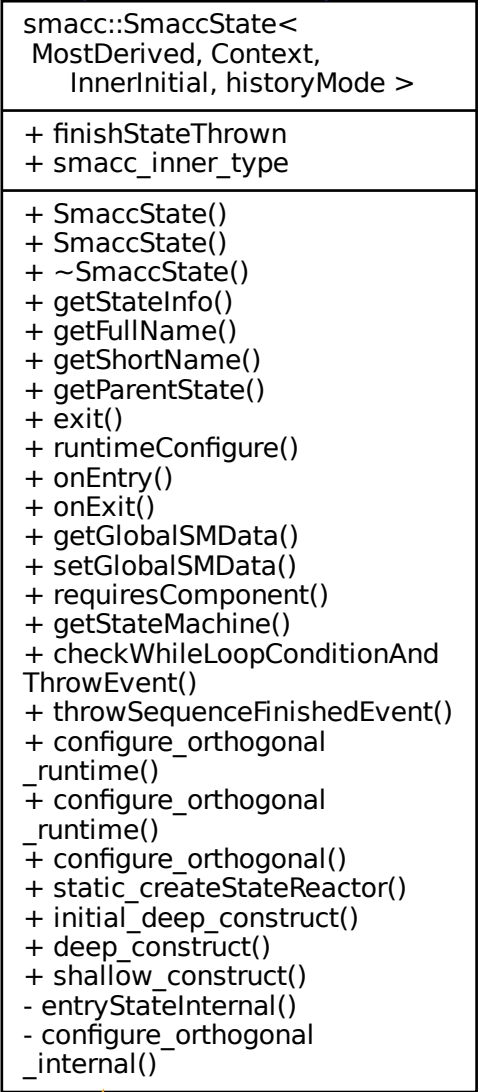 smacc::SmaccState<
MostDerived, Context,
InnerInitial, historyMode >
+ finishStateThrown
+ smacc_inner_type
+ SmaccState()
+ SmaccState()
+ ~SmaccState()
+ getStateInfo()
+ getFullName()
+ getShortName()
+ getParentState()
+ exit()
+ runtimeConfigure()
+ onEntry()
+ onExit()
+ getGlobalSMData()
+ setGlobalSMData()
+ requiresComponent()
+ getStateMachine()
+ checkWhileLoopConditionAnd
ThrowEvent()
+ throwSequenceFinishedEvent()
+ configure_orthogonal
_runtime()
+ configure_orthogonal
_runtime()
+ configure_orthogonal()
+ static_createStateReactor()
+ initial_deep_construct()
+ deep_construct()
+ shallow_construct()
- entryStateInternal()
- configure_orthogonal
_internal()